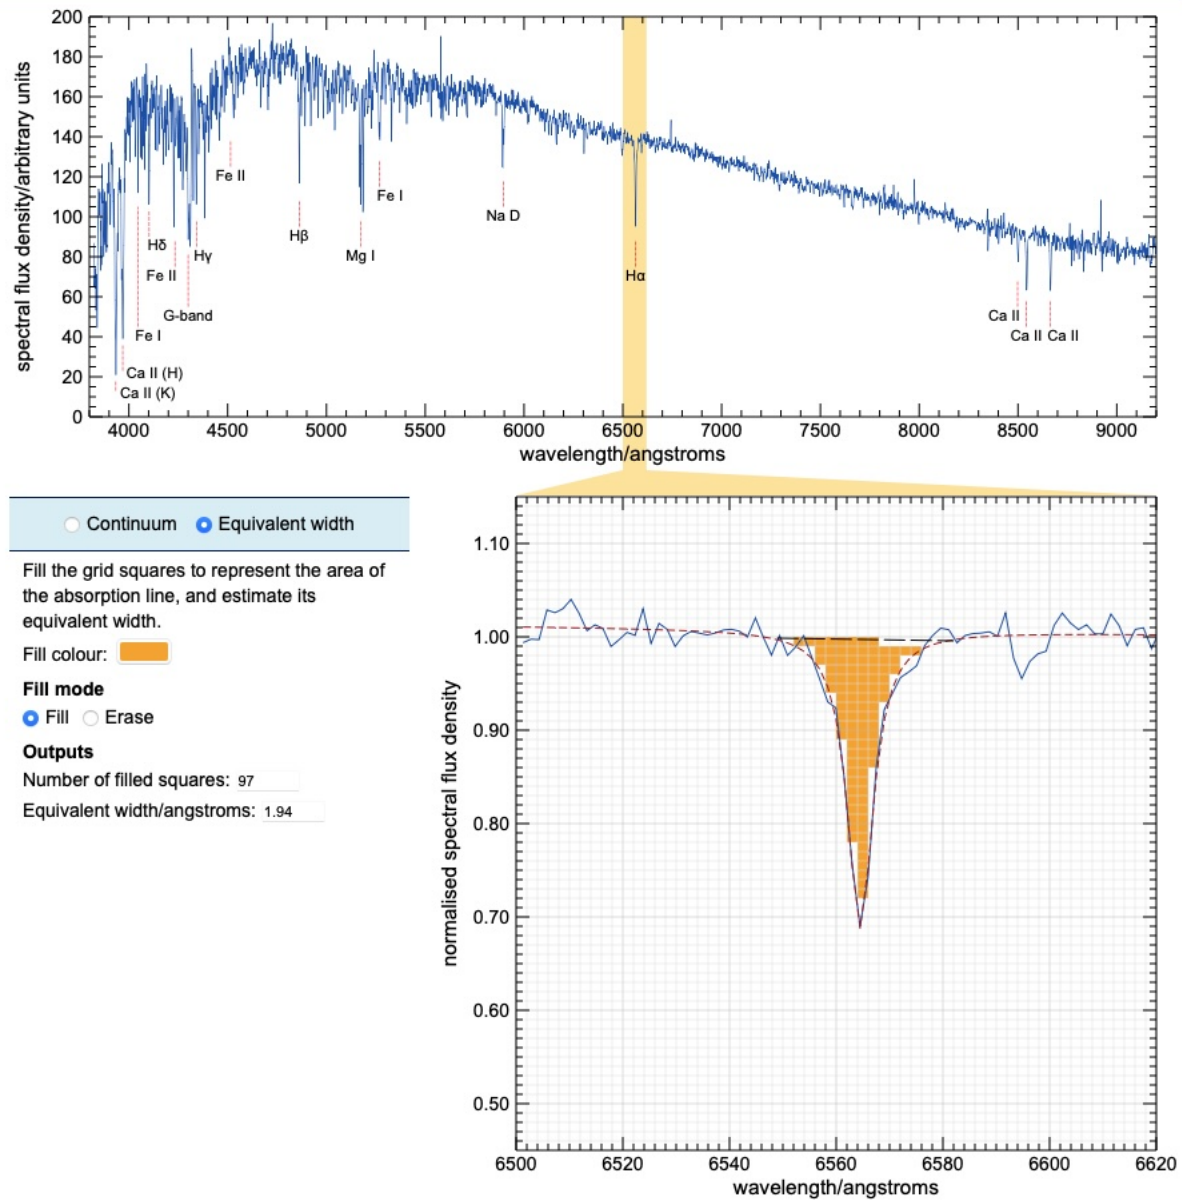 200
180
160
140
120
100
80
60
40
20
0
spectral flux density/arbitrary units
Fe II
Fe I
Na D
Hβ
Hδ
Hγ
Mg I
Fe II
Hα
G-band
Ca II
Fe I
Ca II Ca II
Ca II (H)
Ca II (K)
4000 4500 5000 5500 6000 6500 7000 7500 8000 8500 9000
wavelength/angstroms
Continuum Equivalent width
Fill the grid squares to represent the area of
the absorption line, and estimate its
equivalent width.
Fill colour:
Fill mode
Fill Erase
Outputs
Number of filled squares: 97
Equivalent width/angstroms: 1.94
1.10
1.00
0.90
0.80
0.70
0.60
0.50
normalised spectral flux density
6500 6520 6540 6560 6580 6600 6620
wavelength/angstroms